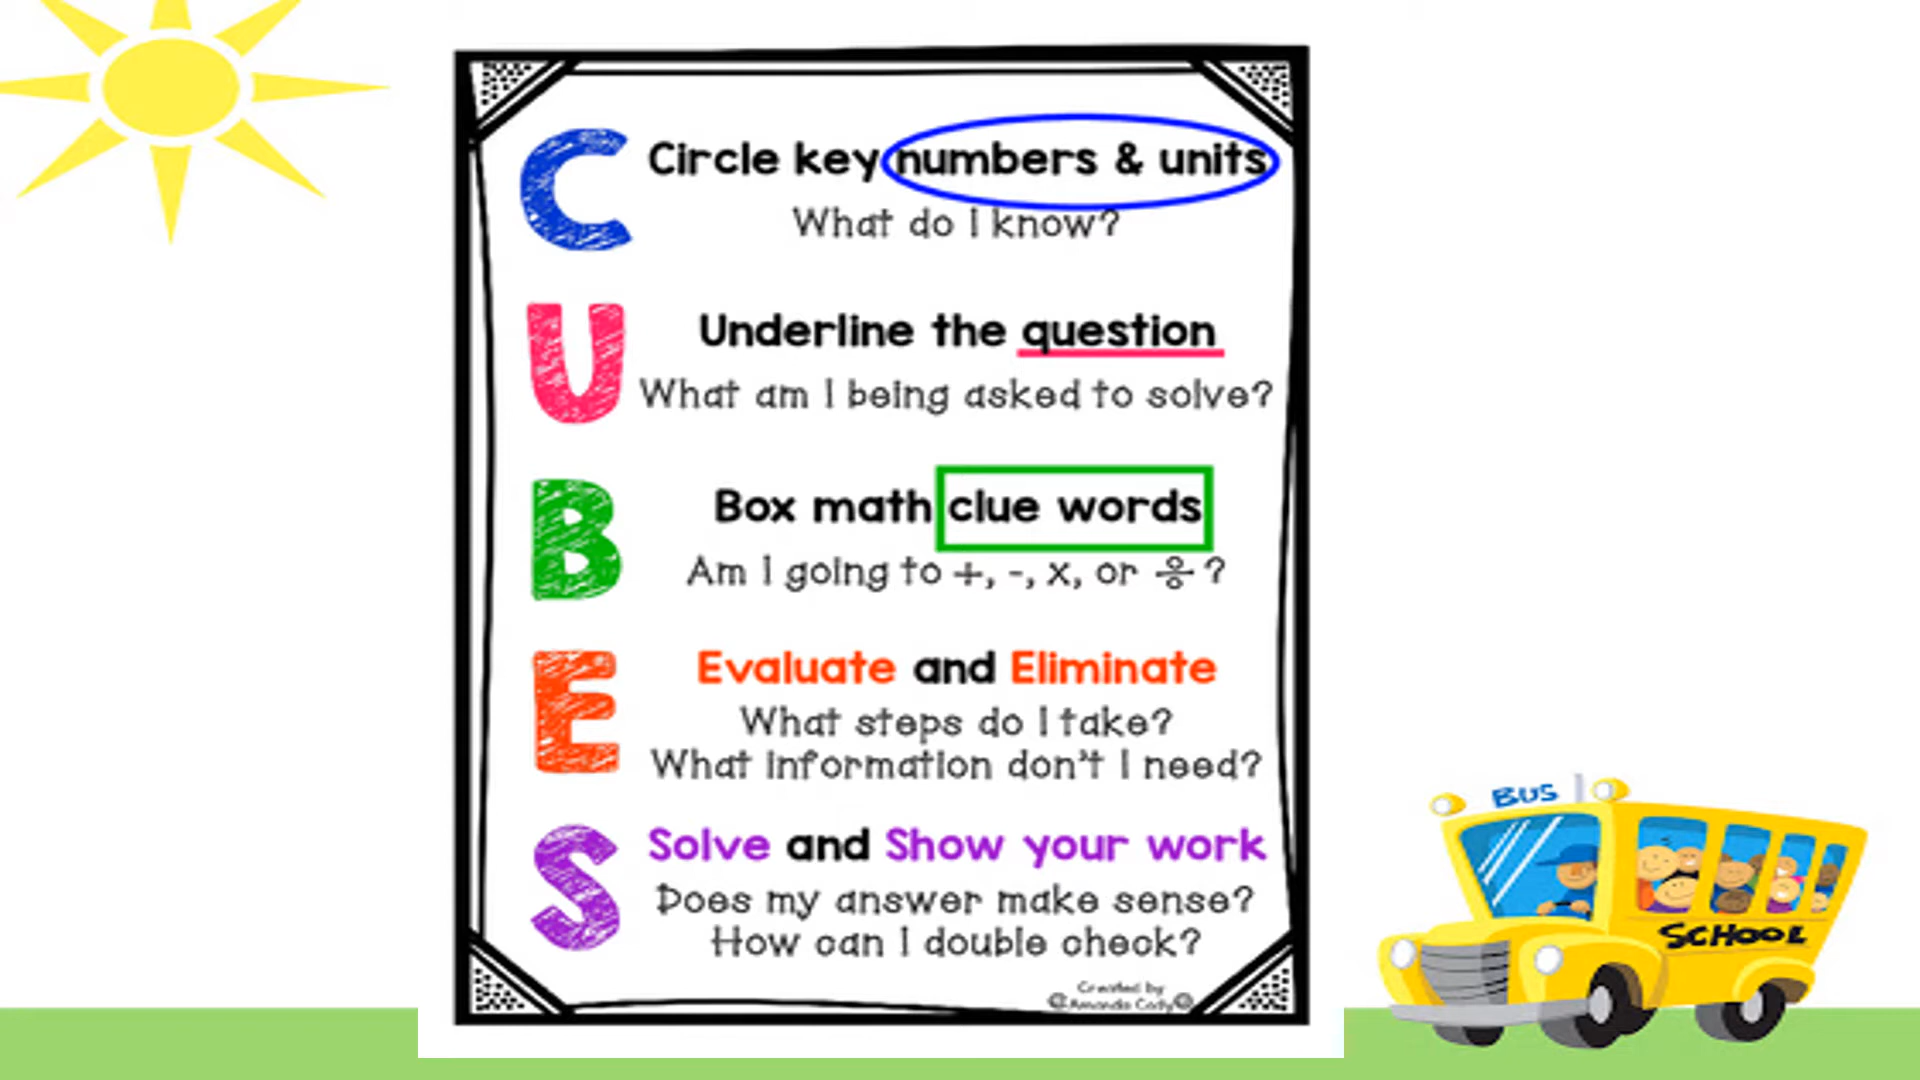 C
Circle key numbers & units
What do I know?
U
Underline the question
What am I being asked to solve?
B
Box math clue words
Am I going to +, -, x, or ÷?
E
Evaluate and Eliminate
What steps do I take?
What information don't I need?
S
Solve and Show your work
Does my answer make sense?
How can I double check?
Created by
©Amanda Cody©
BUS
SCHOOL